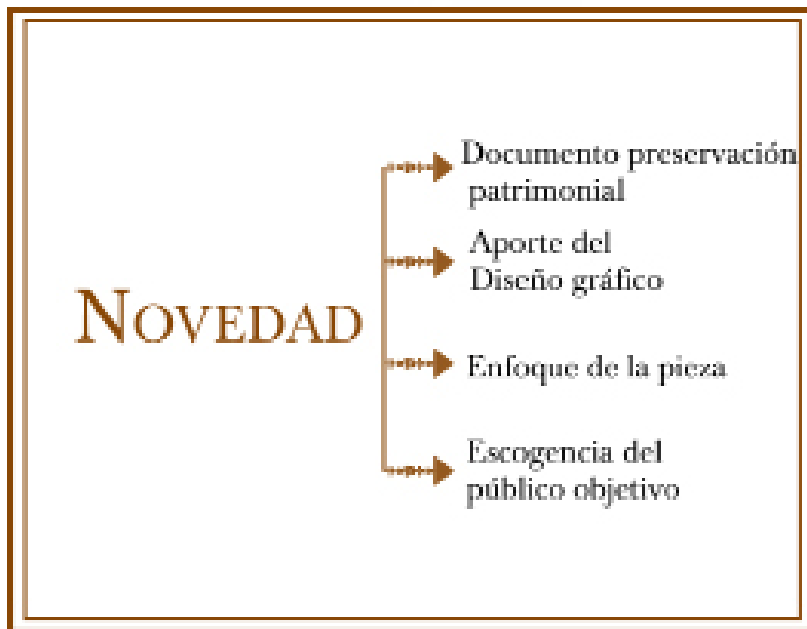 NOVEDAD
Documento preservación
patrimonial
Aporte del
Diseño gráfico
Enfoque de la pieza
Escogencia del
público objetivo